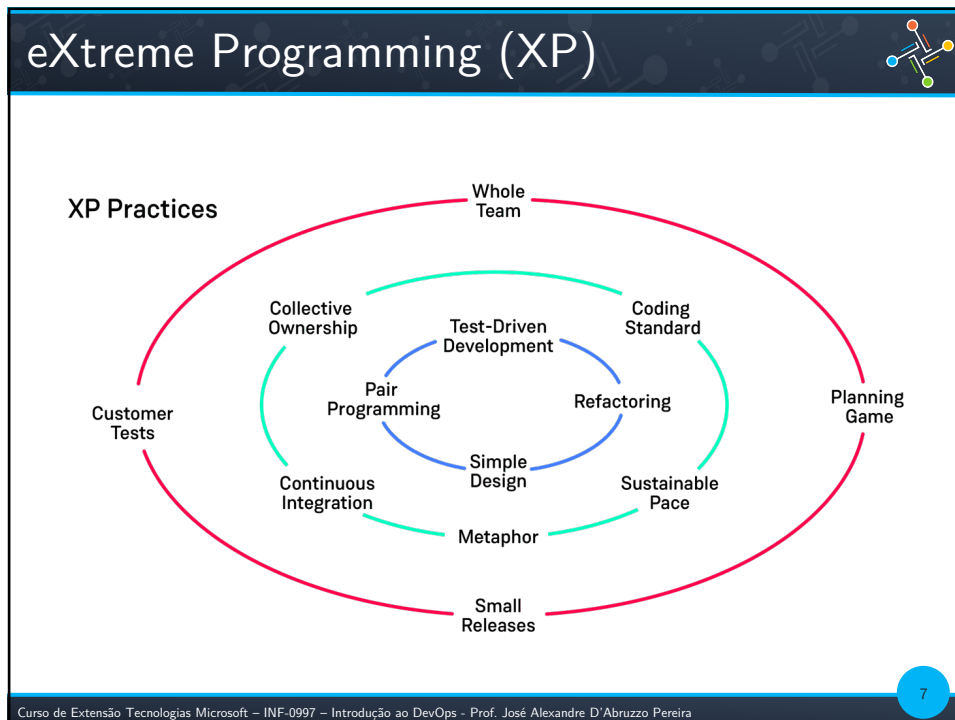 eXtreme Programming (XP)
XP Practices
Whole
Team
Collective
Ownership
Coding
Standard
Test-Driven
Development
Pair
Programming
Refactoring
Customer
Tests
Planning
Game
Simple
Design
Continuous
Integration
Sustainable
Pace
Metaphor
Small
Releases
7
Curso de Extensão Tecnologias Microsoft – INF-0997 – Introdução ao DevOps - Prof. José Alexandre D'Abruzzo Pereira